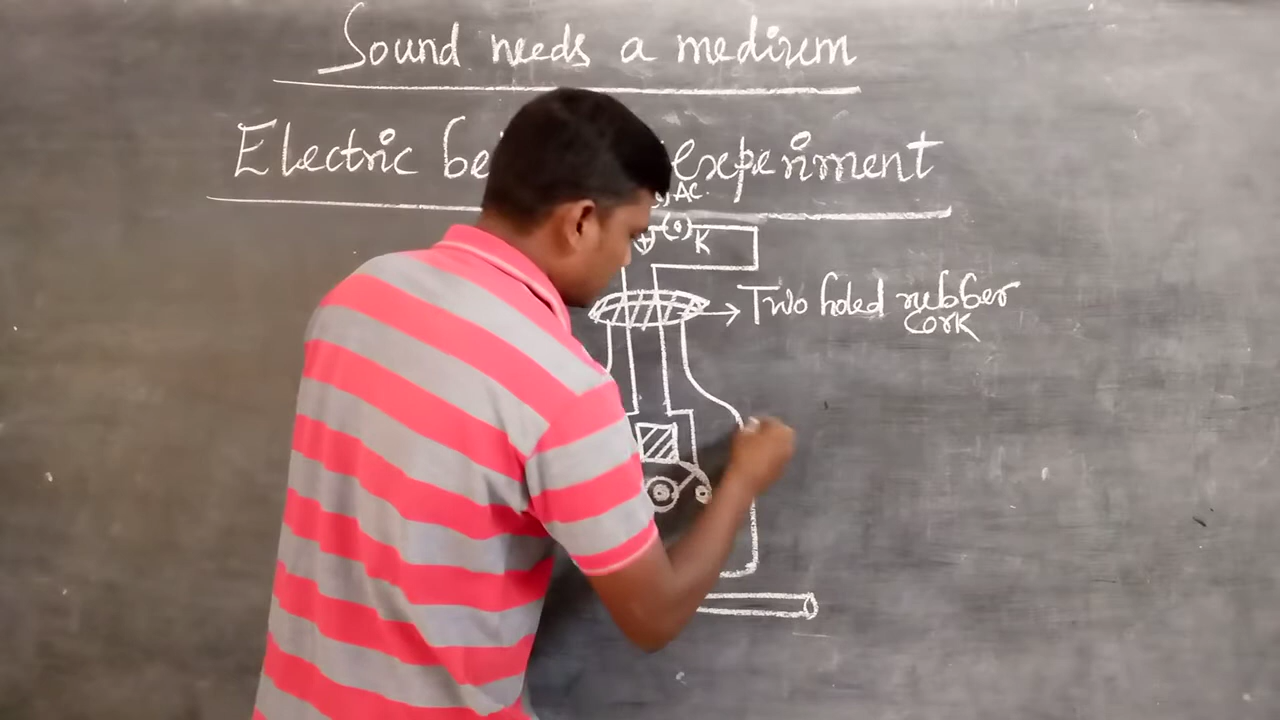 Sound needs a medium
Electric be experiment
AC
K
Two holed rubber
cork